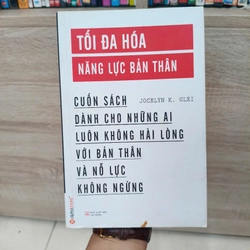 TỐI ĐA HÓA
NĂNG LỰC BẢN THÂN
CUỐN SÁCH
JOCELYN K. GLEI
DÀNH CHO NHỮNG AI
LUÔN KHÔNG HÀI LÒNG
VỚI BẢN THÂN
VÀ NỖ LỰC
KHÔNG NGỪNG